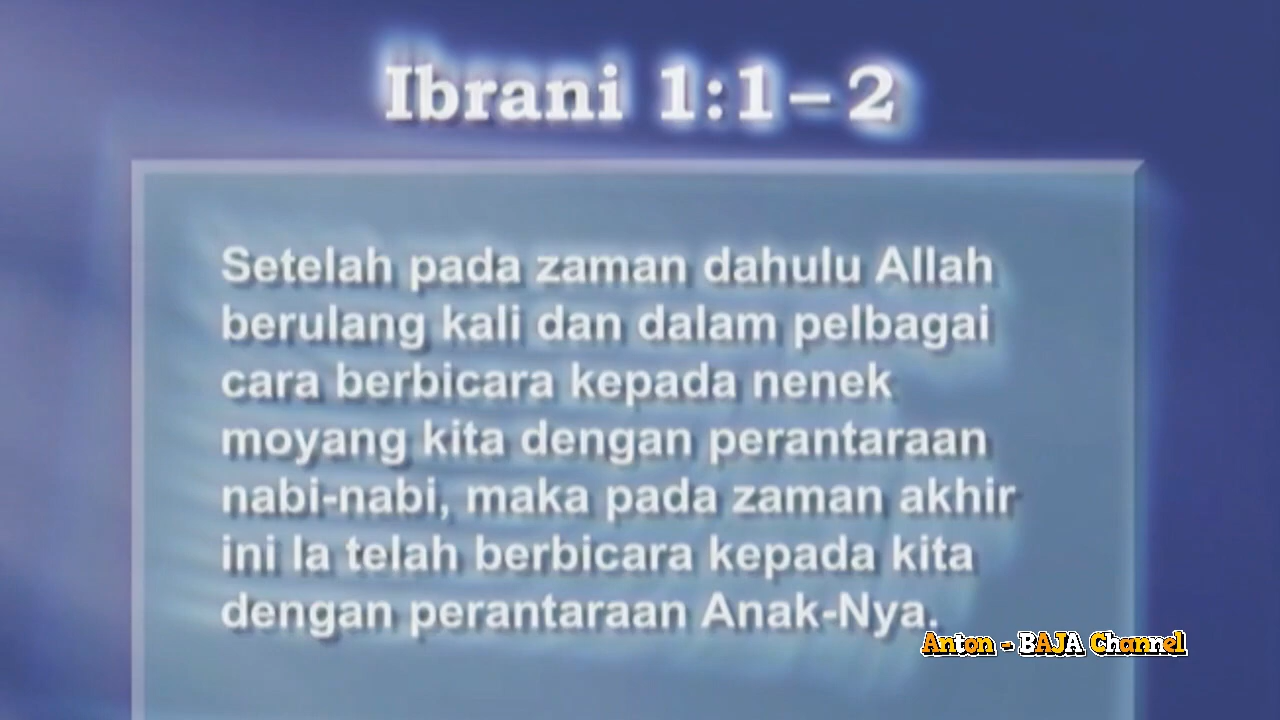 Ibrani 1:1–2
Setelah pada zaman dahulu Allah
berulang kali dan dalam pelbagai
cara berbicara kepada nenek
moyang kita dengan perantaraan
nabi-nabi, maka pada zaman akhir
ini Ia telah berbicara kepada kita
dengan perantaraan Anak-Nya.
Anton - BAJA Channel